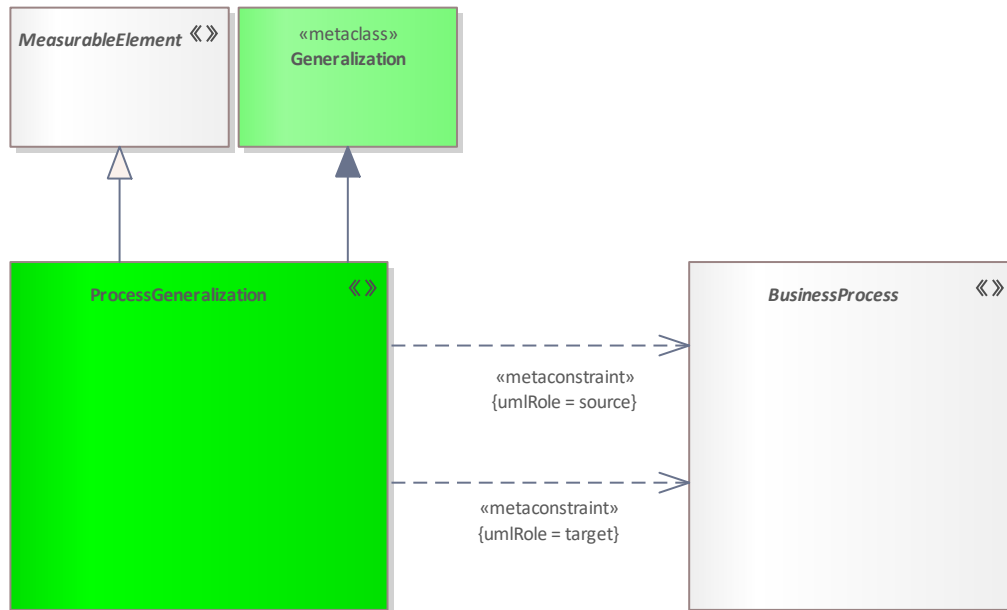 MeasurableElement «»
«metaclass»
Generalization
ProcessGeneralization «»
BusinessProcess «»
«metaconstraint»
{umlRole = source}
«metaconstraint»
{umlRole = target}